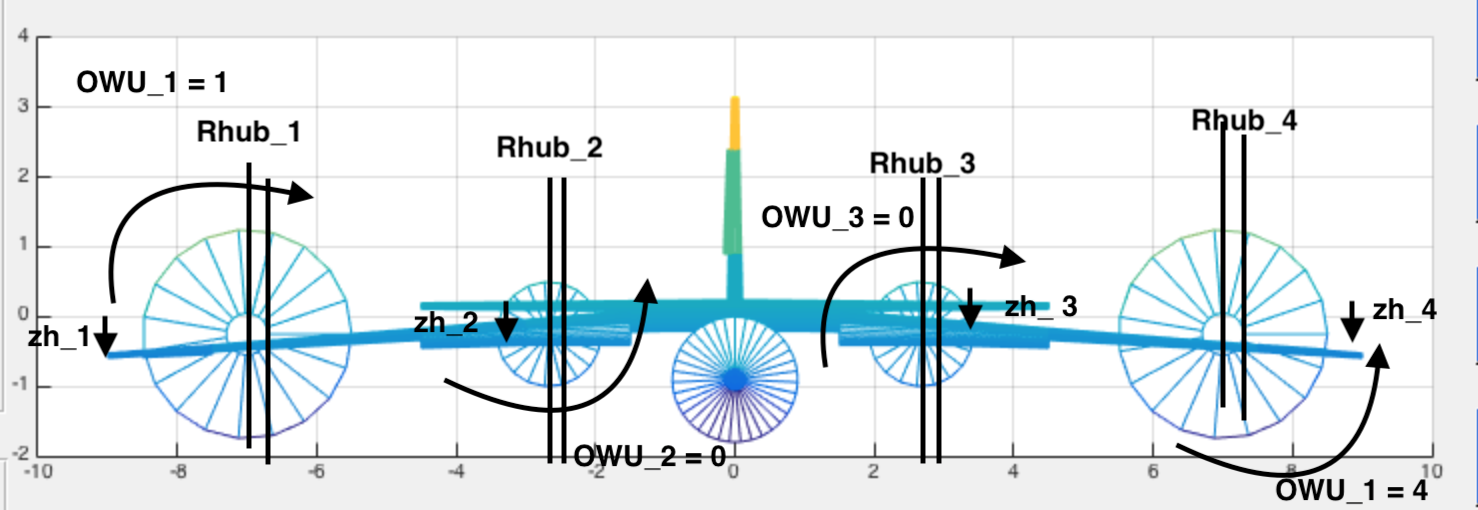 4
OWU_1 = 1
3
Rhub_1
Rhub_2
Rhub_3
Rhub_4
2
OWU_3 = 0
1
0
zh_1
zh_2
zh_ 3
zh_4
-1
-2
OWU_2 = 0
-10
-8
-6
-4
-2
0
2
4
6
8
10
OWU_1 = 4